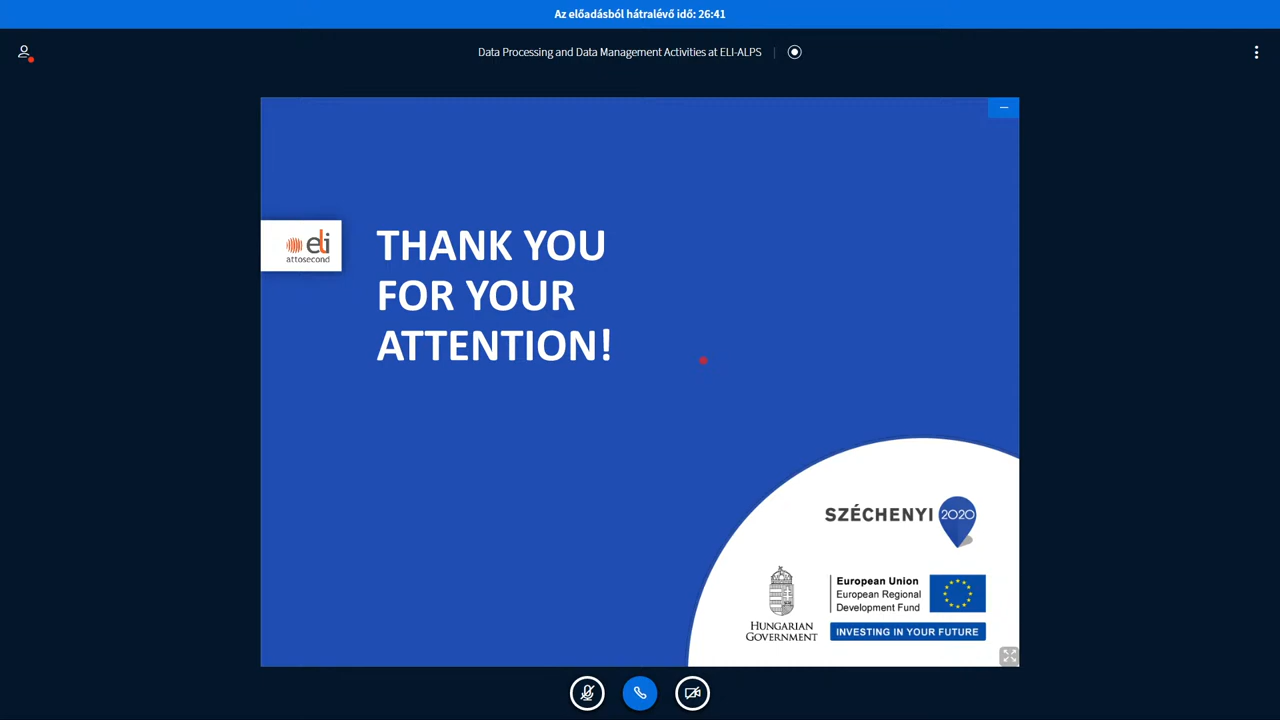 Az előadásból hátralévő idő: 26:41
Data Processing and Data Management Activities at ELI-ALPS
eli
attosecond
THANK YOU
FOR YOUR
ATTENTION!
SZÉCHENYI 2020
HUNGARIAN
GOVERNMENT
European Union
European Regional
Development Fund
INVESTING IN YOUR FUTURE